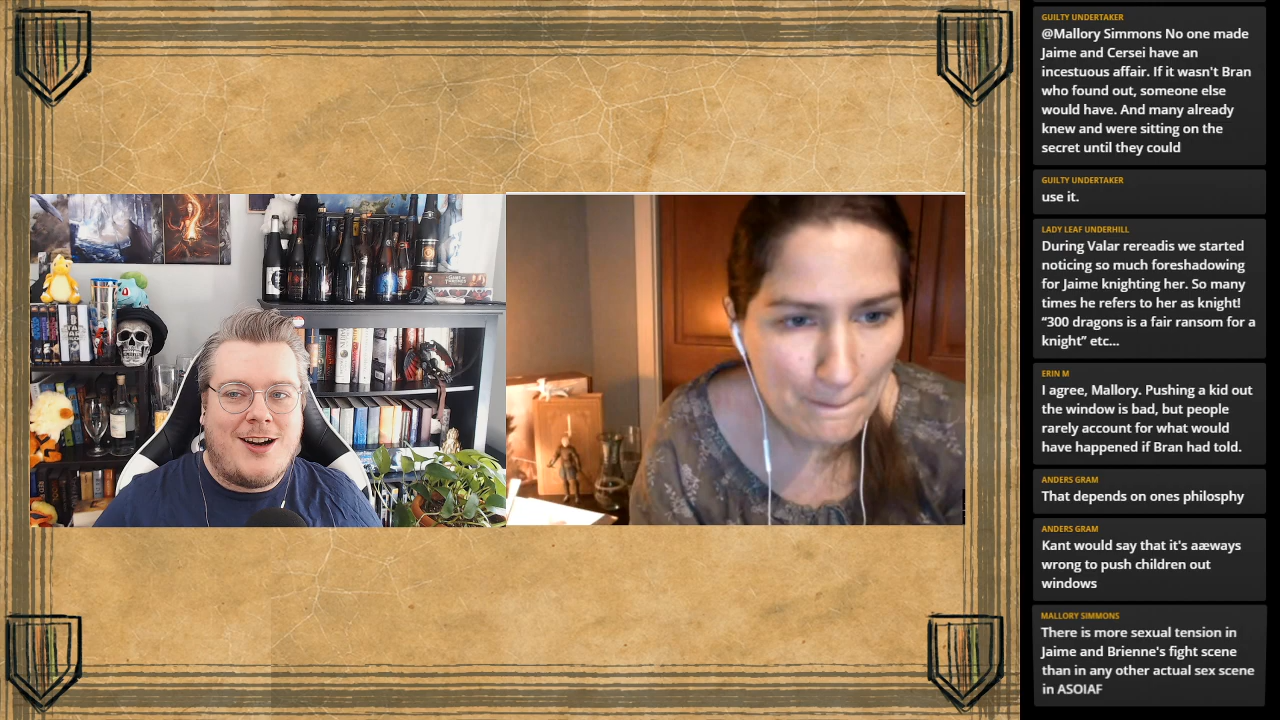 GUILTY UNDERTAKER
@Mallory Simmons No one made
Jaime and Cersei have an
incestuous affair. If it wasn't Bran
who found out, someone else
would have. And many already
knew and were sitting on the
secret until they could
GUILTY UNDERTAKER
use it.
LADY LEAF UNDERHILL
During Valar rereadis we started
noticing so much foreshadowing
for Jaime knighting her. So many
times he refers to her as knight!
“300 dragons is a fair ransom for a
knight” etc...
ERIN M
I agree, Mallory. Pushing a kid out
the window is bad, but people
rarely account for what would
have happened if Bran had told.
ANDERS GRAM
That depends on ones philosphy
ANDERS GRAM
Kant would say that it's aæways
wrong to push children out
windows
MALLORY SIMMONS
There is more sexual tension in
Jaime and Brienne's fight scene
than in any other actual sex scene
in ASOIAF